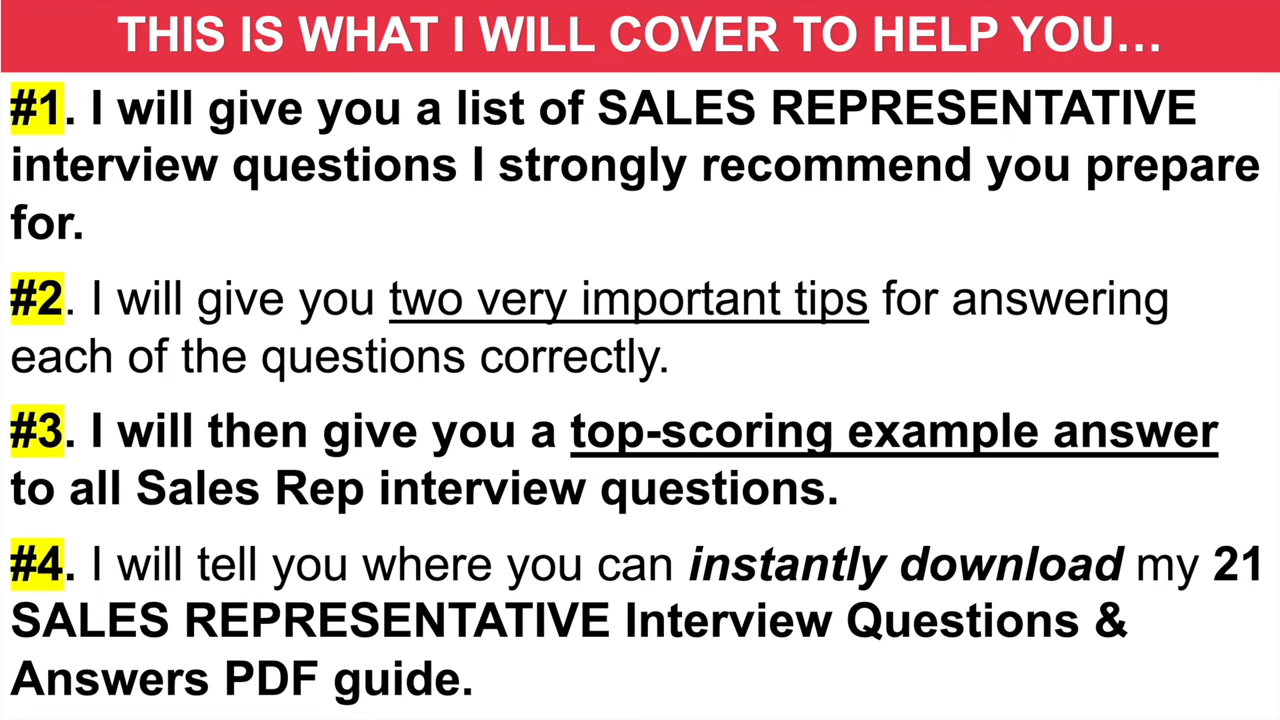 THIS IS WHAT I WILL COVER TO HELP YOU…
#1. I will give you a list of SALES REPRESENTATIVE
interview questions I strongly recommend you prepare
for.
#2. I will give you two very important tips for answering
each of the questions correctly.
#3. I will then give you a top-scoring example answer
to all Sales Rep interview questions.
#4. I will tell you where you can instantly download my 21
SALES REPRESENTATIVE Interview Questions &
Answers PDF guide.